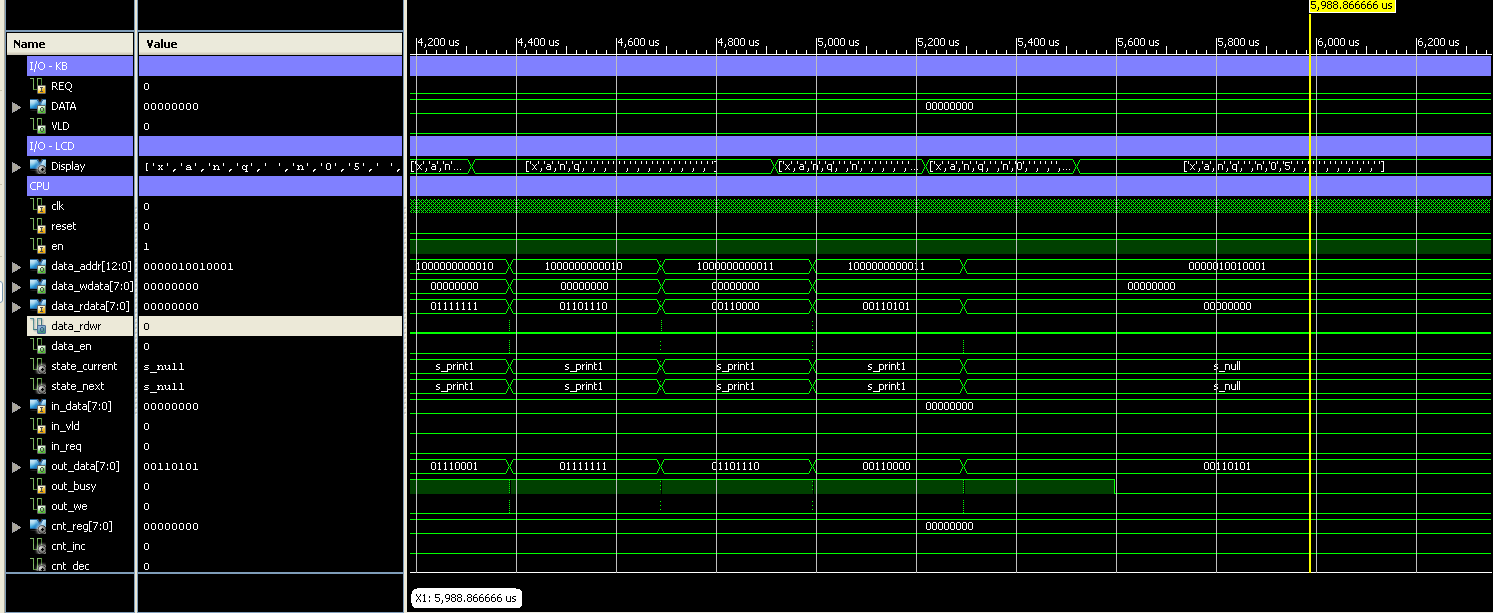 5,988.866666 us
Name Value 4,200 us 4,400 us 4,600 us 4,800 us 5,000 us 5,200 us 5,400 us 5,600 us 5,800 us 6,000 us 6,200 us
I/O - KB
REQ 0
DATA 00000000 00000000
VLD 0
I/O - LCD
Display ['x','a','n','q',' ','n','0','5',' ', ['x,'a','n'... ['x,'a,'n,'q,'','','','','','','','','','','','] ['x,'a','n,'q,'','n,'','','','','... ['x,'a','n,'q,'','n,'0','','','','... ['x,'a','n,'q,'','n,'0','5','','','','','','','','']
CPU
clk 0
reset 0
en 1
data_addr[12:0] 0000010010001 1000000000010 1000000000010 1000000000011 1000000000011 0000010010001
data_wdata[7:0] 00000000 00000000 00000000 00000000 00000000
data_rdata[7:0] 00000000 01111111 01101110 00110000 00110101 00000000
data_rdwr 0
data_en 0
state_current s_null s_print1 s_print1 s_print1 s_print1 s_null
state_next s_null s_print1 s_print1 s_print1 s_print1 s_null
in_data[7:0] 00000000 00000000
in_vld 0
in_req 0
out_data[7:0] 00110101 01110001 01111111 01101110 00110000 00110101
out_busy 0
out_we 0
cnt_reg[7:0] 00000000 00000000
cnt_inc 0
cnt_dec 0
X1: 5,988.866666 us